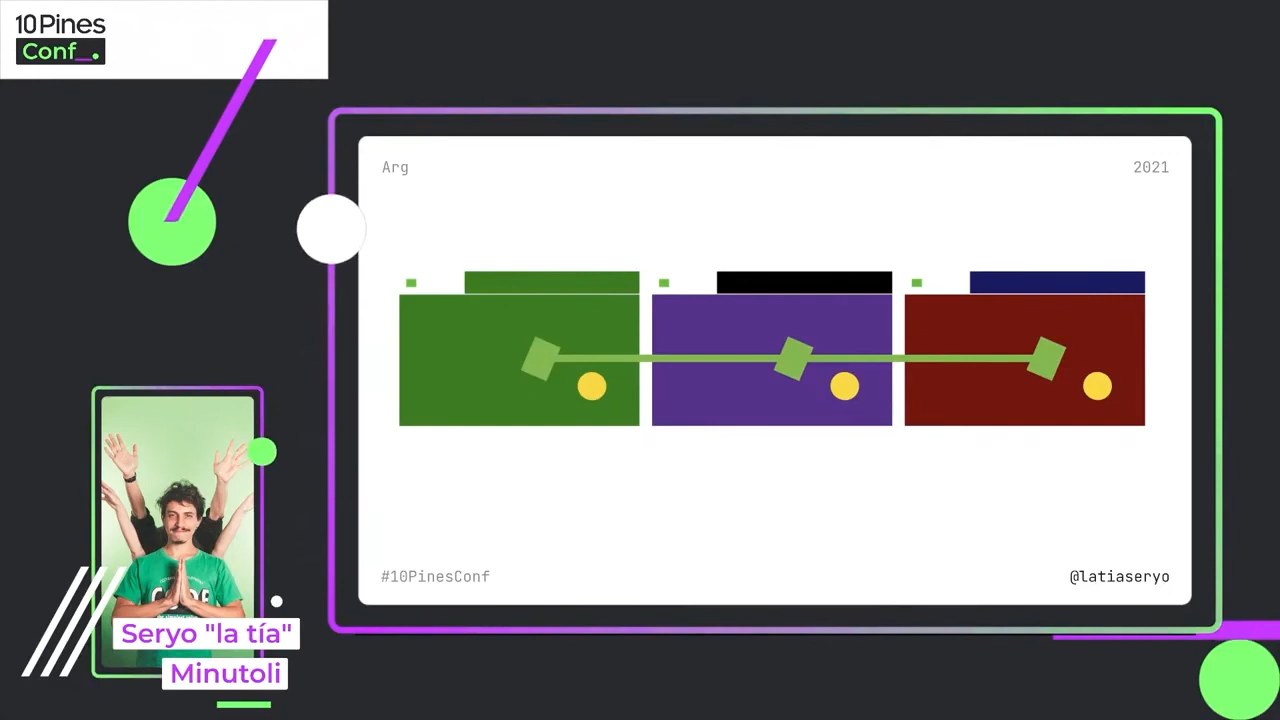 10Pines
Conf_.
Arg
2021
#10PinesConf
@latiaseryo
Seryo "la tía"
Minutoli